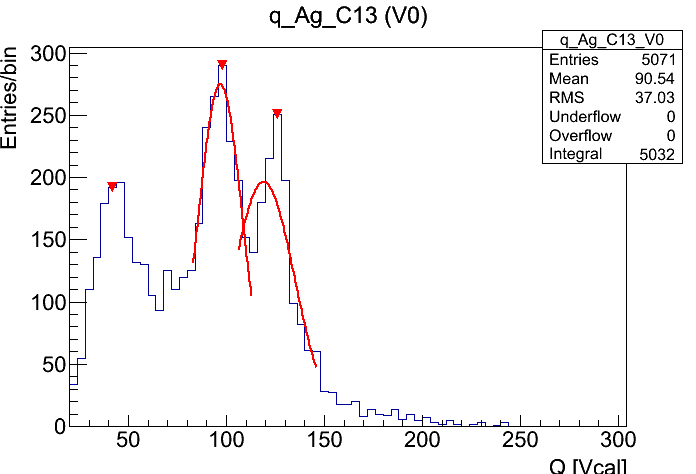 q_Ag_C13 (V0)
Entries/bin
q_Ag_C13_V0
Entries 5071
Mean 90.54
RMS 37.03
Underflow 0
Overflow 0
Integral 5032
300
250
200
150
100
50
0
50 100 150 200 250 300
Q [Vcal]